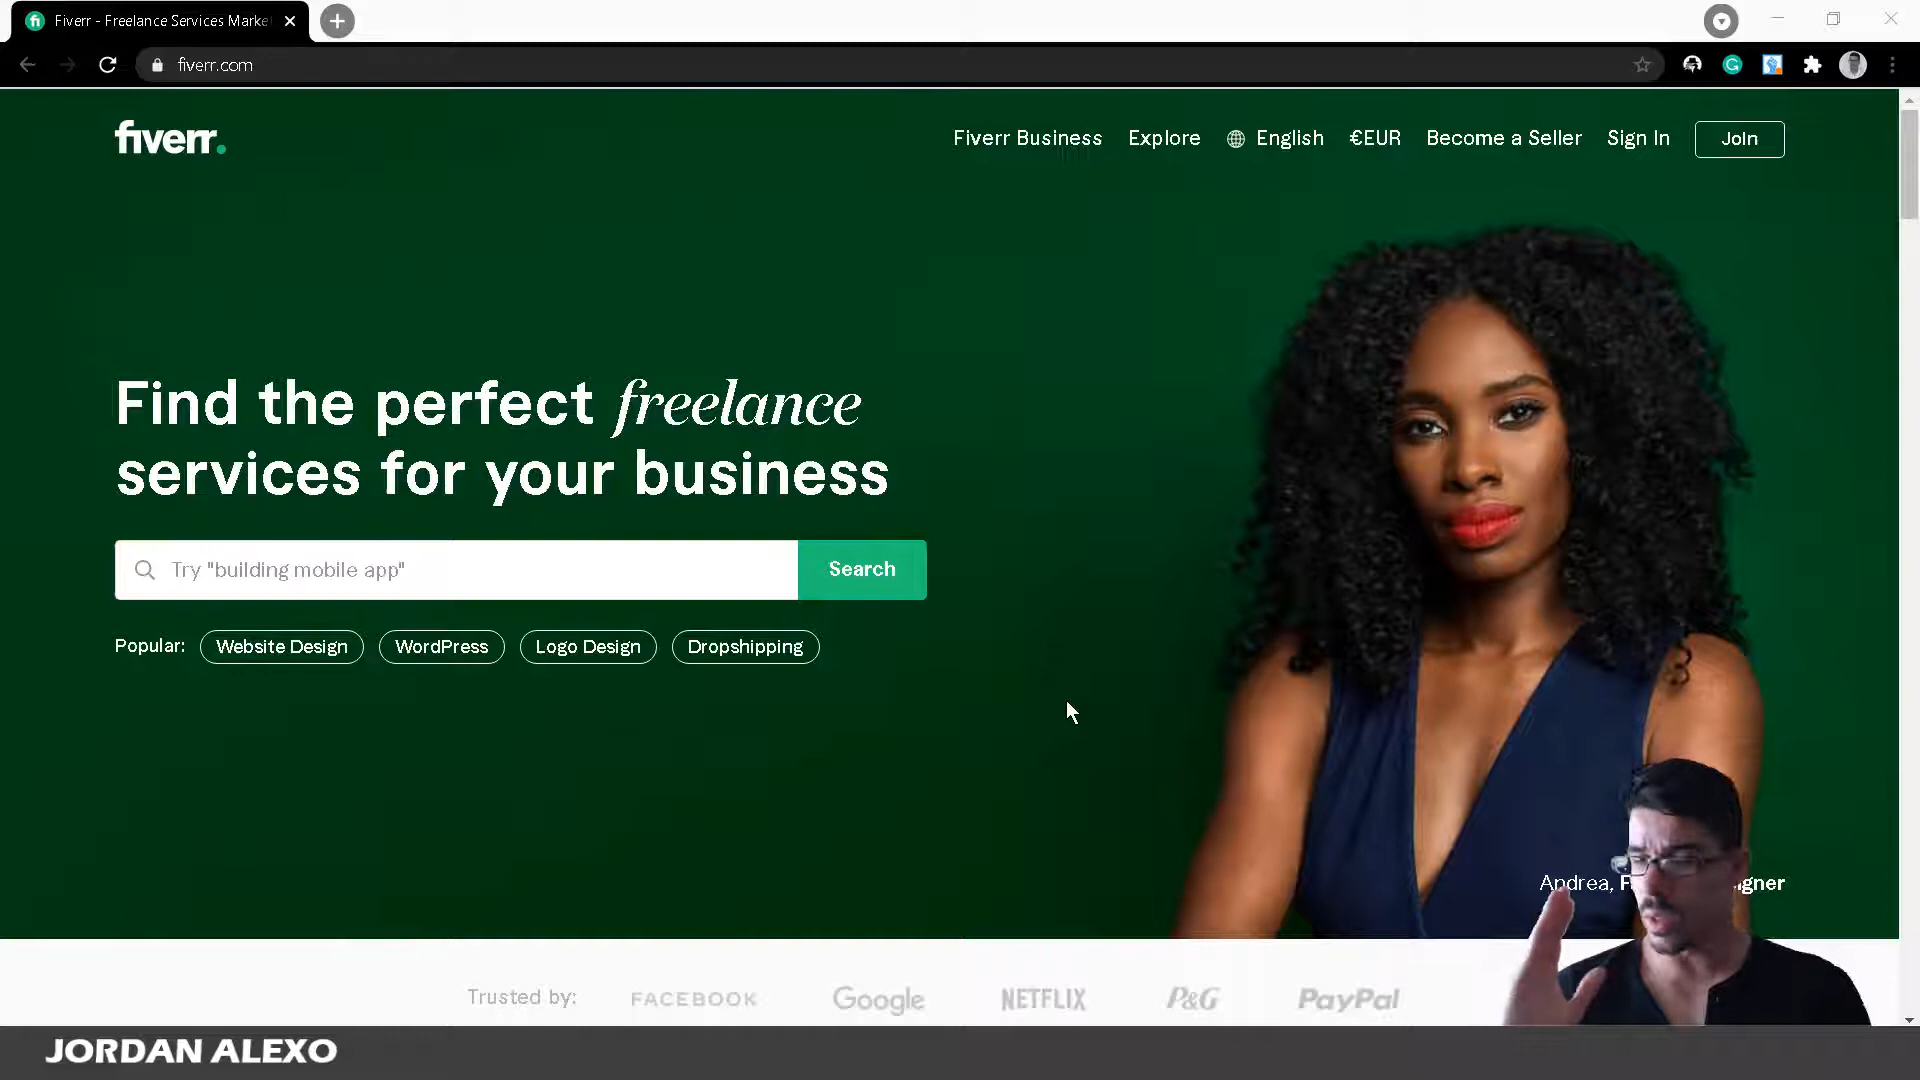 Fiverr - Freelance Services Marke
fiverr.com
fiverr.
Fiverr Business
Explore
English
€EUR
Become a Seller
Sign In
Join
Find the perfect freelance
services for your business
Try "building mobile app"
Search
Popular:
Website Design
WordPress
Logo Design
Dropshipping
Andrea,
Trusted by:
FACEBOOK
Google
NETFLIX
P&G
PayPal
JORDAN ALEXO